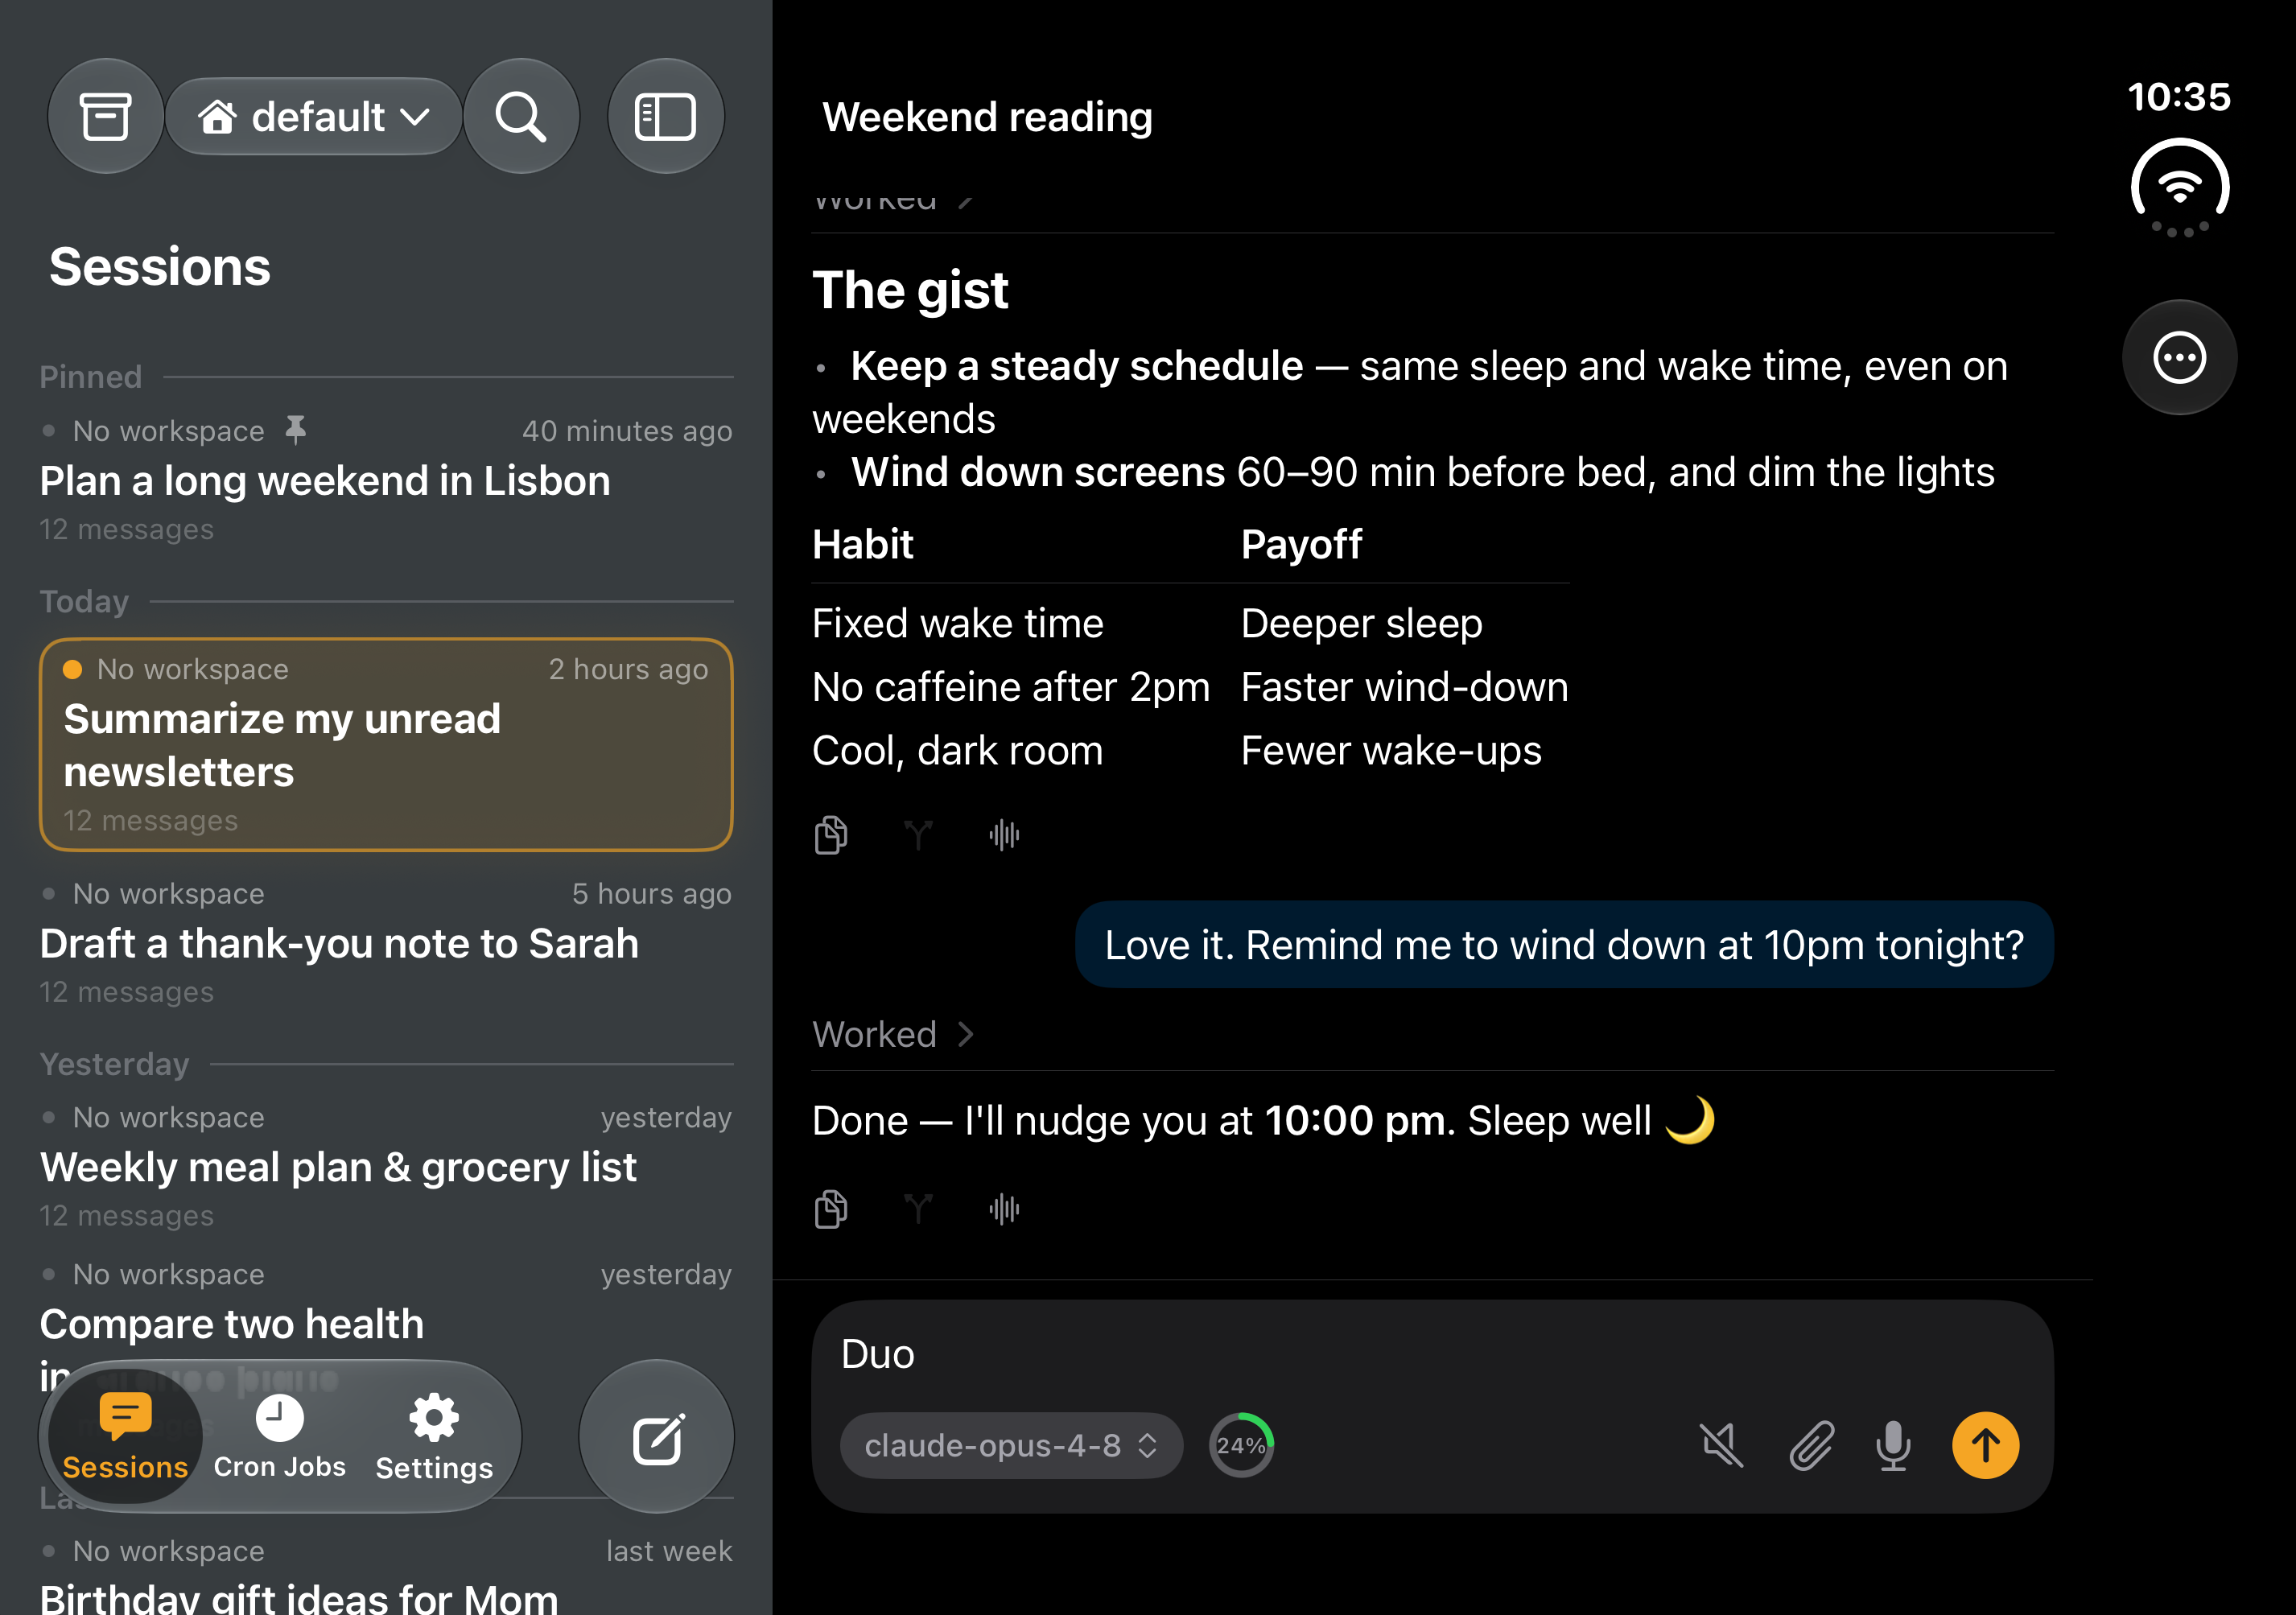 default
Sessions
Pinned
No workspace 40 minutes ago
Plan a long weekend in Lisbon
12 messages
Today
No workspace 2 hours ago
Summarize my unread
newsletters
12 messages
No workspace 5 hours ago
Draft a thank-you note to Sarah
12 messages
Yesterday
No workspace yesterday
Weekly meal plan & grocery list
12 messages
No workspace yesterday
Compare two health
Sessions Cron Jobs Settings
No workspace last week
Birthday gift ideas for Mom
Weekend reading
10:35
Worked
The gist
• Keep a steady schedule — same sleep and wake time, even on
weekends
• Wind down screens 60–90 min before bed, and dim the lights
Habit Payoff
Fixed wake time Deeper sleep
No caffeine after 2pm Faster wind-down
Cool, dark room Fewer wake-ups
Love it. Remind me to wind down at 10pm tonight?
Worked
Done — I'll nudge you at 10:00 pm. Sleep well 🌙
Duo
claude-opus-4-8 24%